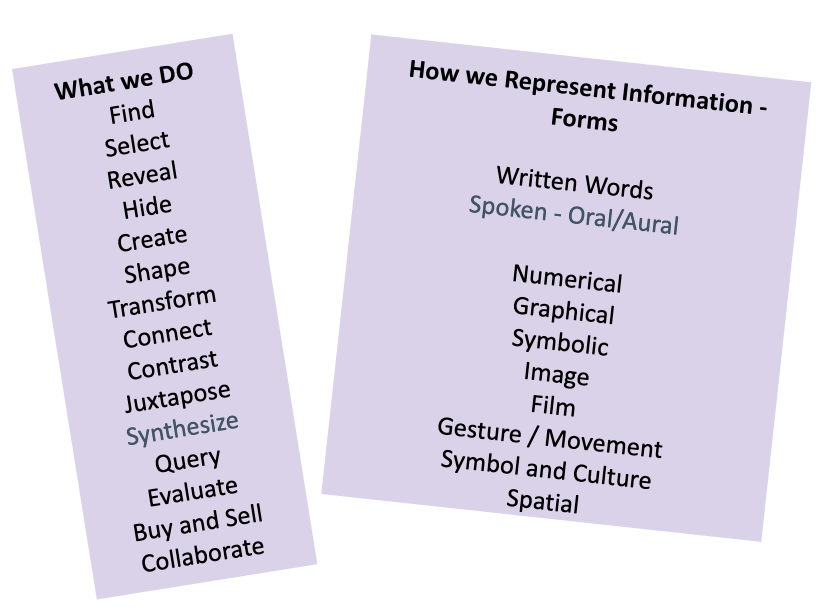 What we DO
Find
Select
Reveal
Hide
Create
Shape
Transform
Connect
Contrast
Juxtapose
Synthesize
Query
Evaluate
Buy and Sell
Collaborate
How we Represent Information -
Forms
Written Words
Spoken - Oral/Aural
Numerical
Graphical
Symbolic
Image
Film
Gesture / Movement
Symbol and Culture
Spatial